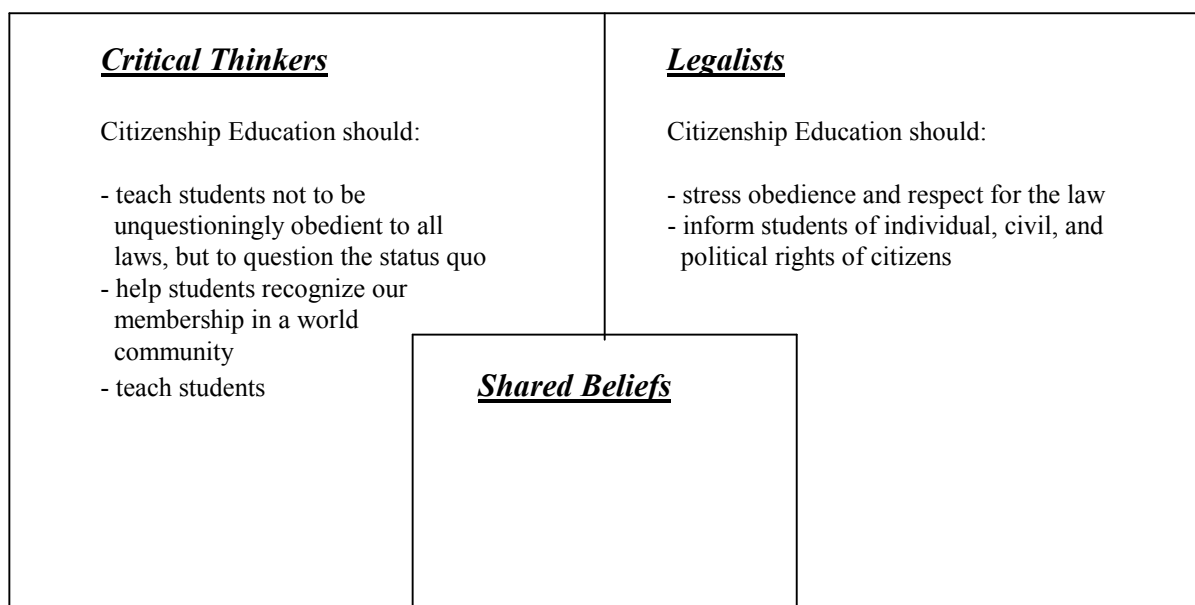 Critical Thinkers
Citizenship Education should:
- teach students not to be
unquestioningly obedient to all
laws, but to question the status quo
- help students recognize our
membership in a world
community
- teach students
Legalists
Citizenship Education should:
- stress obedience and respect for the law
- inform students of individual, civil, and
political rights of citizens
Shared Beliefs